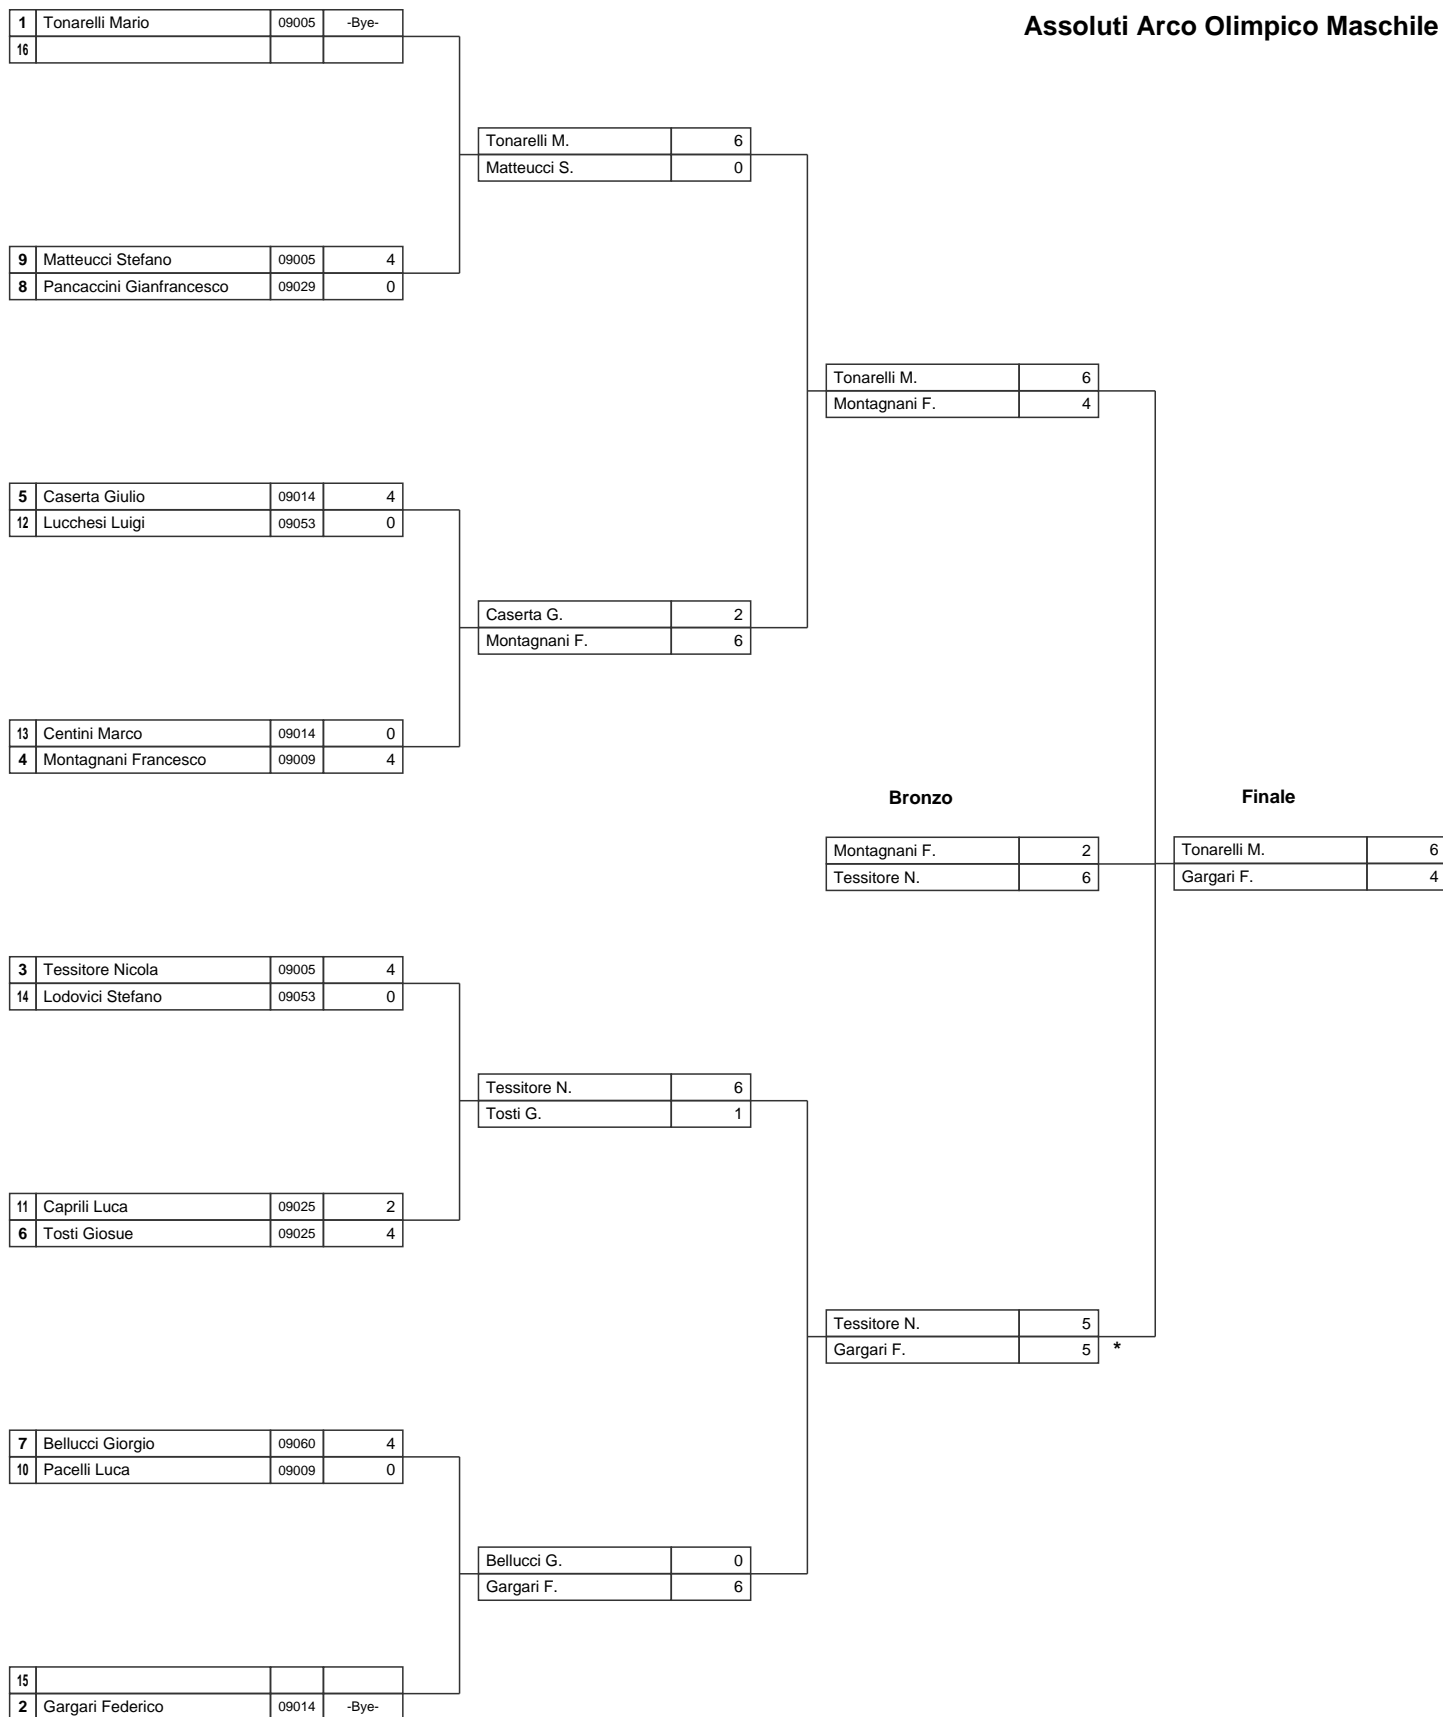 Assoluti Arco Olimpico Maschile
1 Tonarelli Mario 09005 -Bye-
16
Tonarelli M. 6
Matteucci S. 0
9 Matteucci Stefano 09005 4
8 Pancaccini Gianfrancesco 09029 0
Tonarelli M. 6
Montagnani F. 4
5 Caserta Giulio 09014 4
12 Lucchesi Luigi 09053 0
Caserta G. 2
Montagnani F. 6
13 Centini Marco 09014 0
4 Montagnani Francesco 09009 4
Bronzo Finale
Montagnani F. 2 Tonarelli M. 6
Tessitore N. 6 Gargari F. 4
3 Tessitore Nicola 09005 4
14 Lodovici Stefano 09053 0
Tessitore N. 6
Tosti G. 1
11 Caprili Luca 09025 2
6 Tosti Giosue 09025 4
Tessitore N. 5
Gargari F. 5 *
7 Bellucci Giorgio 09060 4
10 Pacelli Luca 09009 0
Bellucci G. 0
Gargari F. 6
15
2 Gargari Federico 09014 -Bye-